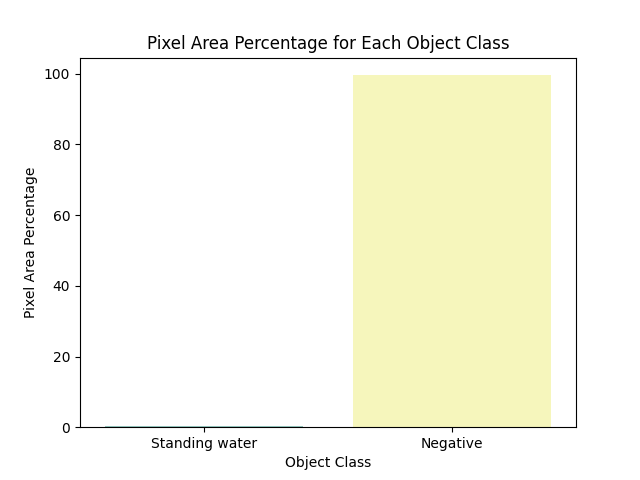 Pixel Area Percentage for Each Object Class
100
80
60
40
20
0
Pixel Area Percentage
Standing water
Negative
Object Class